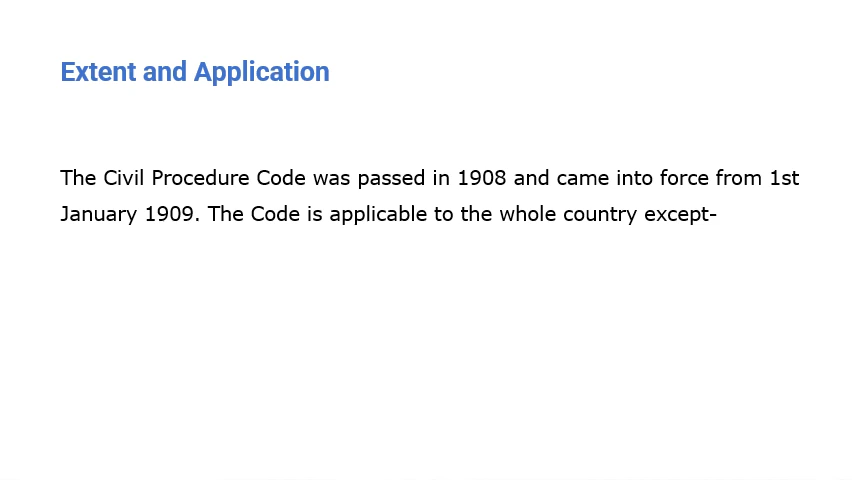 Extent and Application
The Civil Procedure Code was passed in 1908 and came into force from 1st
January 1909. The Code is applicable to the whole country except-